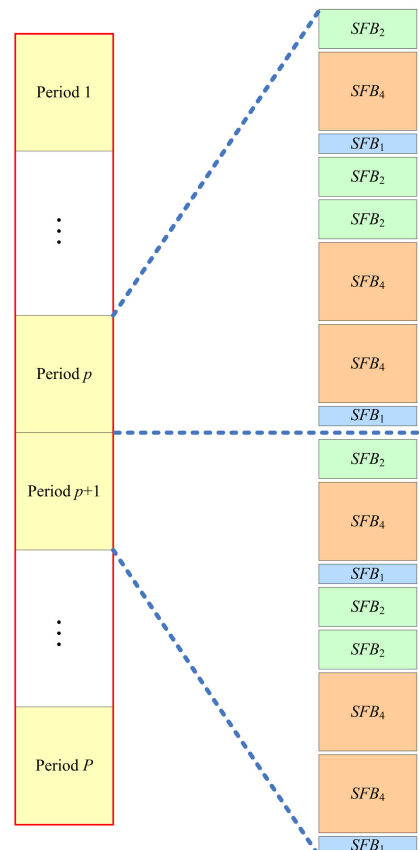 Period 1
⋮
Period p
Period p+1
⋮
Period P
SFB₂
SFB₄
SFB₁
SFB₂
SFB₂
SFB₄
SFB₄
SFB₁
SFB₂
SFB₄
SFB₁
SFB₂
SFB₂
SFB₄
SFB₄
SFB₁